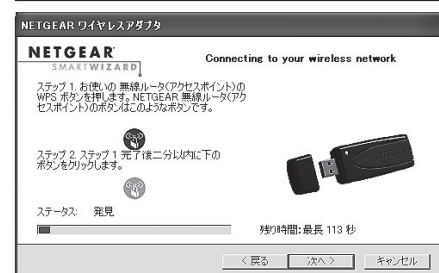 NETGEAR ワイヤレスアダプタ
NETGEAR
SMARTWIZARD
Connecting to your wireless network
ステップ 1. お使いの 無線ルータ(アクセスポイント)の
WPS ボタンを押します。NETGEAR 無線ルータ(アク
セスポイント)のボタンはこのようなボタンです。
ステップ 2. ステップ 1 完了後二分以内に下の
ボタンをクリックします。
ステータス: 発見
残り時間:最長 113 秒
< 戻る
次へ >
キャンセル